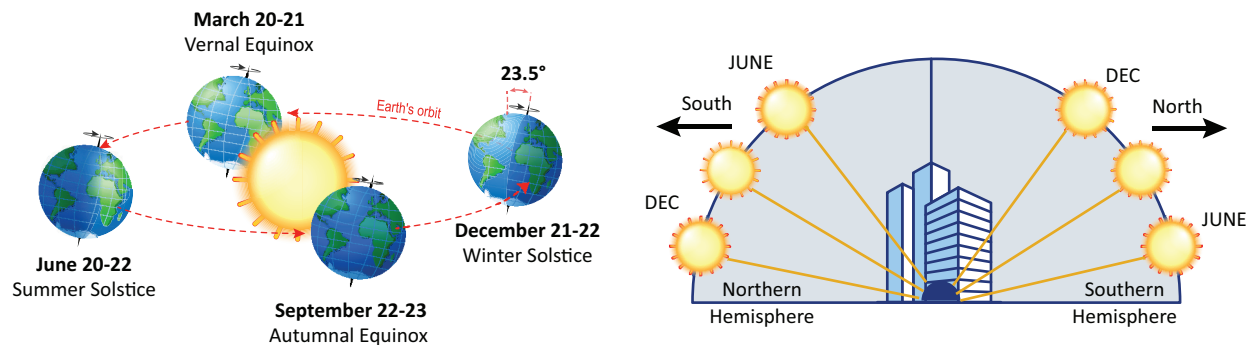 March 20-21
Vernal Equinox
23.5°
Earth's orbit
June 20-22
Summer Solstice
September 22-23
Autumnal Equinox
December 21-22
Winter Solstice
JUNE
South
DEC
Northern
Hemisphere
DEC
North
JUNE
Southern
Hemisphere